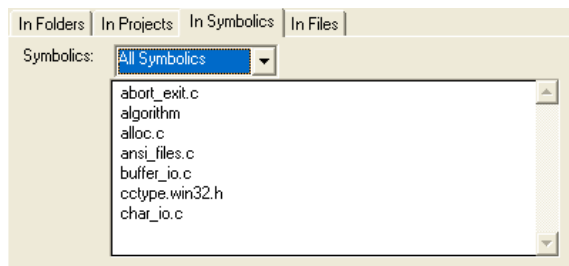 In Folders In Projects In Symbolics In Files
Symbolics: All Symbolics
abort_exit.c
algorithm
alloc.c
ansi_files.c
buffer_io.c
cctype.win32.h
char_io.c